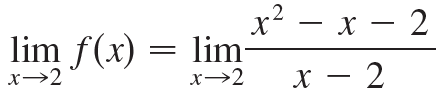 lim f(x) = lim x² − x − 2 / x − 2
x→2 x→2